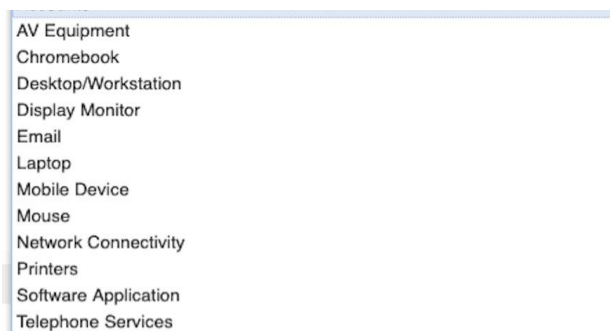 AV Equipment
Chromebook
Desktop/Workstation
Display Monitor
Email
Laptop
Mobile Device
Mouse
Network Connectivity
Printers
Software Application
Telephone Services